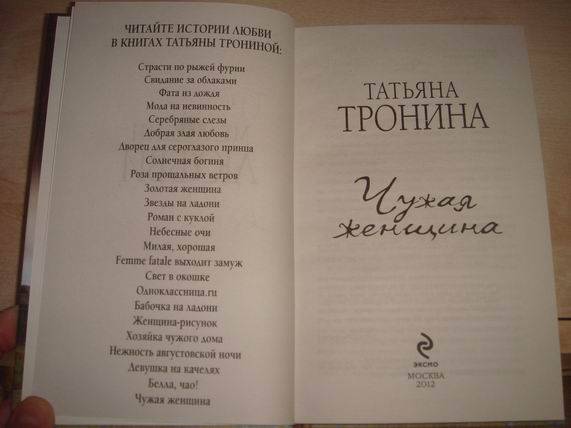 ЧИТАЙТЕ ИСТОРИИ ЛЮБВИ
В КНИГАХ ТАТЬЯНЫ ТРОНИНОЙ:
Страсти по рыжей фурии
Свидание за облаками
Фата из дождя
Мода на невинность
Серебряные слезы
Добрая злая любовь
Дворец для сероглазого принца
Солнечная богиня
Роза прощальных ветров
Золотая женщина
Звезды на ладони
Роман с куклой
Небесные очи
Милая, хорошая
Femme fatale выходит замуж
Свет в окошке
Одноклассница.ru
Бабочка на ладони
Женщина-рисунок
Хозяйка чужого дома
Нежность августовской ночи
Девушка на качелях
Белла, чао!
Чужая женщина
ТАТЬЯНА
ТРОНИНА
Чужая
женщина
ЭКСМО
МОСКВА
2012